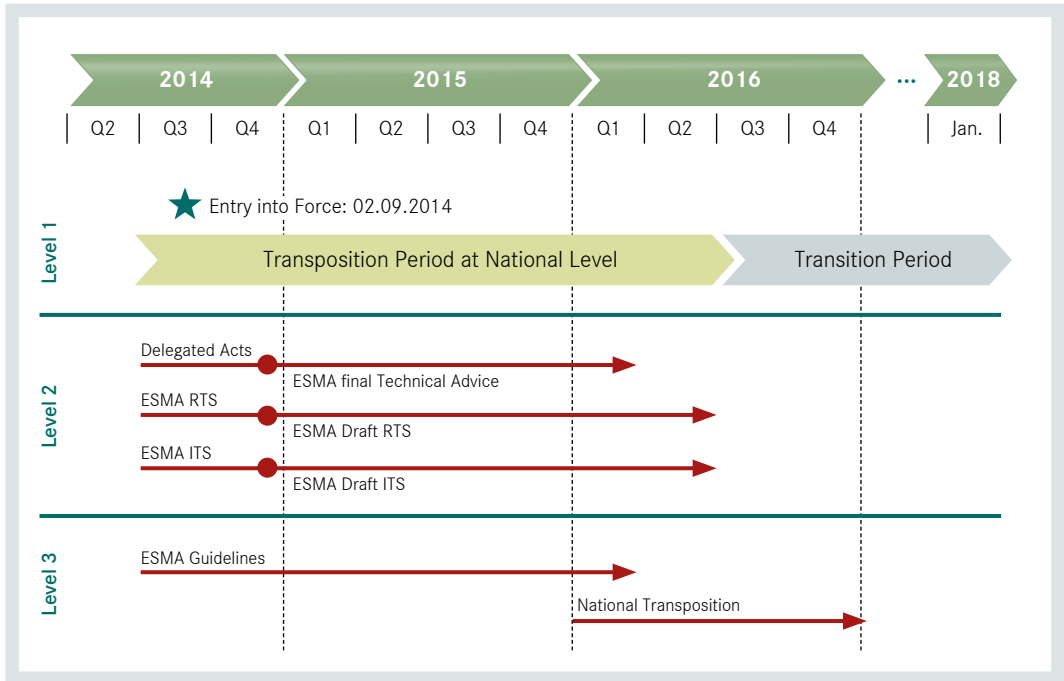 2014 2015 2016 ... 2018
Q2 Q3 Q4 Q1 Q2 Q3 Q4 Q1 Q2 Q3 Q4 Jan.
Level 1
Entry into Force: 02.09.2014
Transposition Period at National Level Transition Period
Level 2
Delegated Acts
ESMA final Technical Advice
ESMA RTS
ESMA Draft RTS
ESMA ITS
ESMA Draft ITS
Level 3
ESMA Guidelines
National Transposition